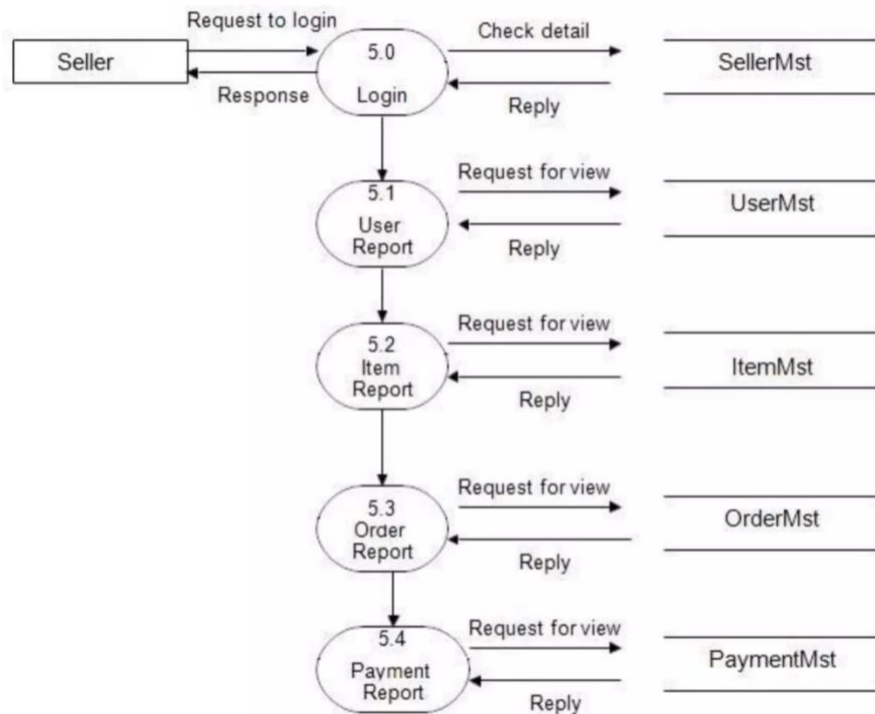 Request to login
Seller
Response
5.0
Login
Check detail
Reply
SellerMst
5.1
User
Report
Request for view
Reply
UserMst
5.2
Item
Report
Request for view
Reply
ItemMst
5.3
Order
Report
Request for view
Reply
OrderMst
5.4
Payment
Report
Request for view
Reply
PaymentMst